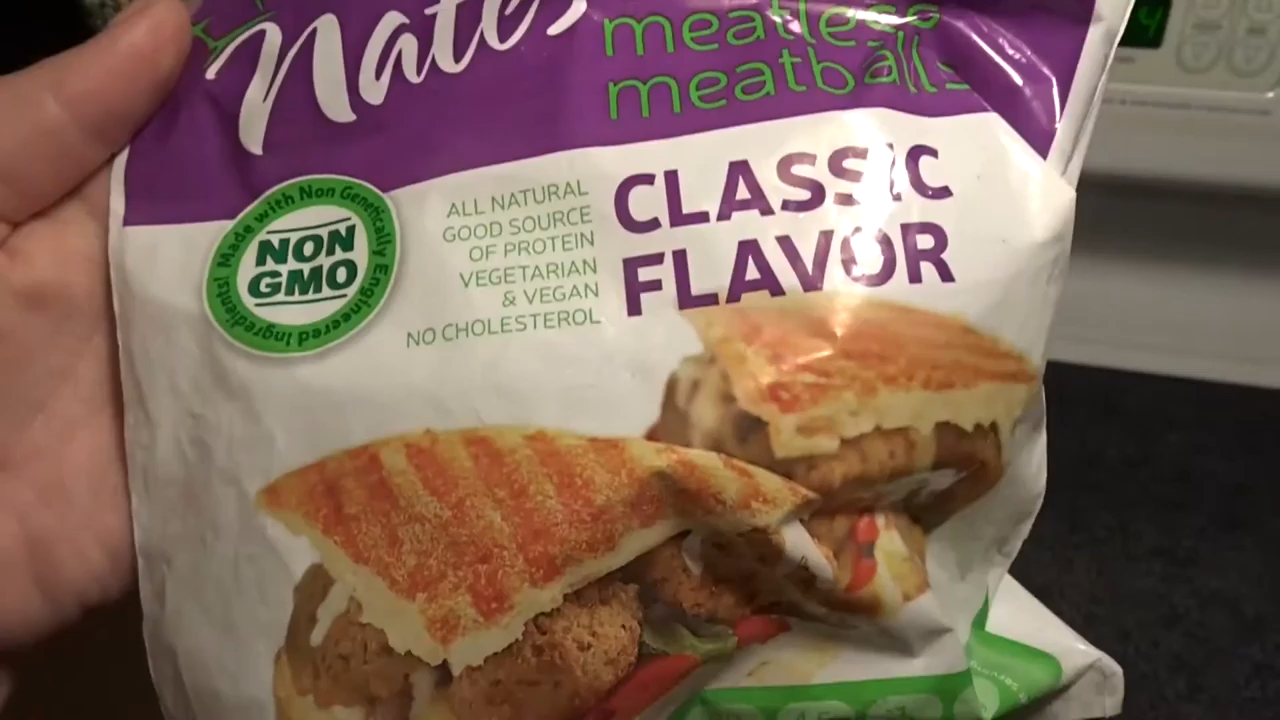 Nate's
meatless
meatballs
CLASSIC
FLAVOR
ALL NATURAL
GOOD SOURCE
OF PROTEIN
VEGETARIAN
& VEGAN
NO CHOLESTEROL
Made with Non Genetically Engineered Ingredients!
NON
GMO